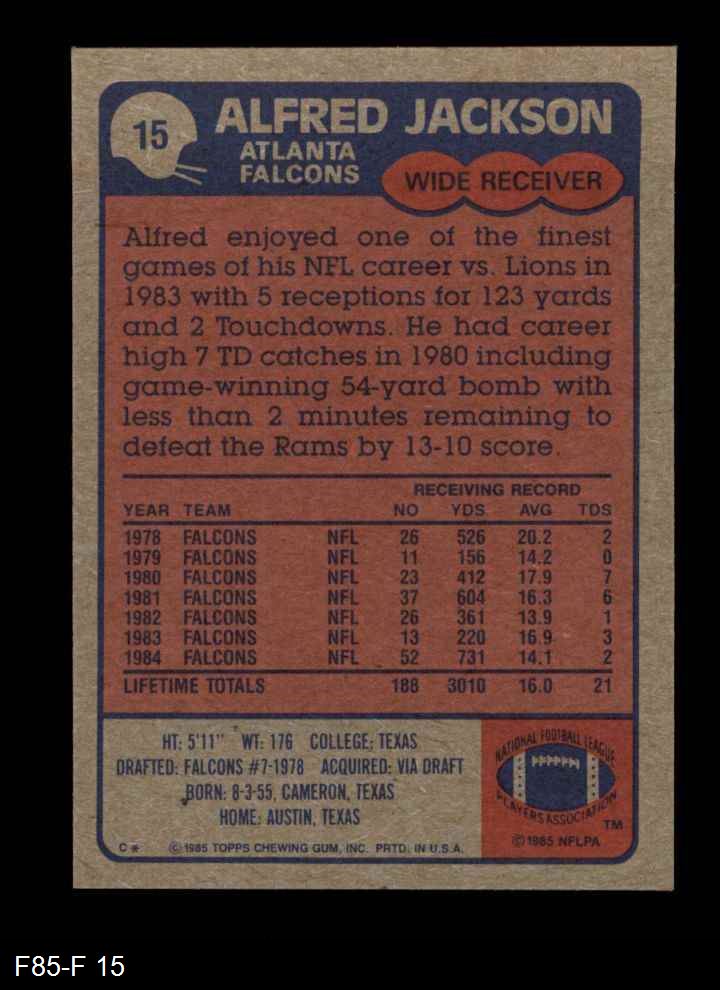 15
ALFRED JACKSON
ATLANTA
FALCONS
WIDE RECEIVER
Alfred enjoyed one of the finest
games of his NFL career vs. Lions in
1983 with 5 receptions for 123 yards
and 2 Touchdowns. He had career
high 7 TD catches in 1980 including
game-winning 54-yard bomb with
less than 2 minutes remaining to
defeat the Rams by 13-10 score.
RECEIVING RECORD
YEAR TEAM NO YDS AVG TDS
1978 FALCONS NFL 26 526 20.2 2
1979 FALCONS NFL 11 156 14.2 0
1980 FALCONS NFL 23 412 17.9 7
1981 FALCONS NFL 37 604 16.3 6
1982 FALCONS NFL 26 361 13.9 1
1983 FALCONS NFL 13 220 16.9 3
1984 FALCONS NFL 52 731 14.1 2
LIFETIME TOTALS 188 3010 16.0 21
HT: 5'11" WT: 176 COLLEGE: TEXAS
DRAFTED: FALCONS #7-1978 ACQUIRED: VIA DRAFT
BORN: 8-3-55, CAMERON, TEXAS
HOME: AUSTIN, TEXAS
C* © 1985 TOPPS CHEWING GUM, INC. PRTD. IN U.S.A.
NATIONAL FOOTBALL LEAGUE
PLAYERS ASSOCIATION
TM
© 1985 NFLPA
F85-F 15